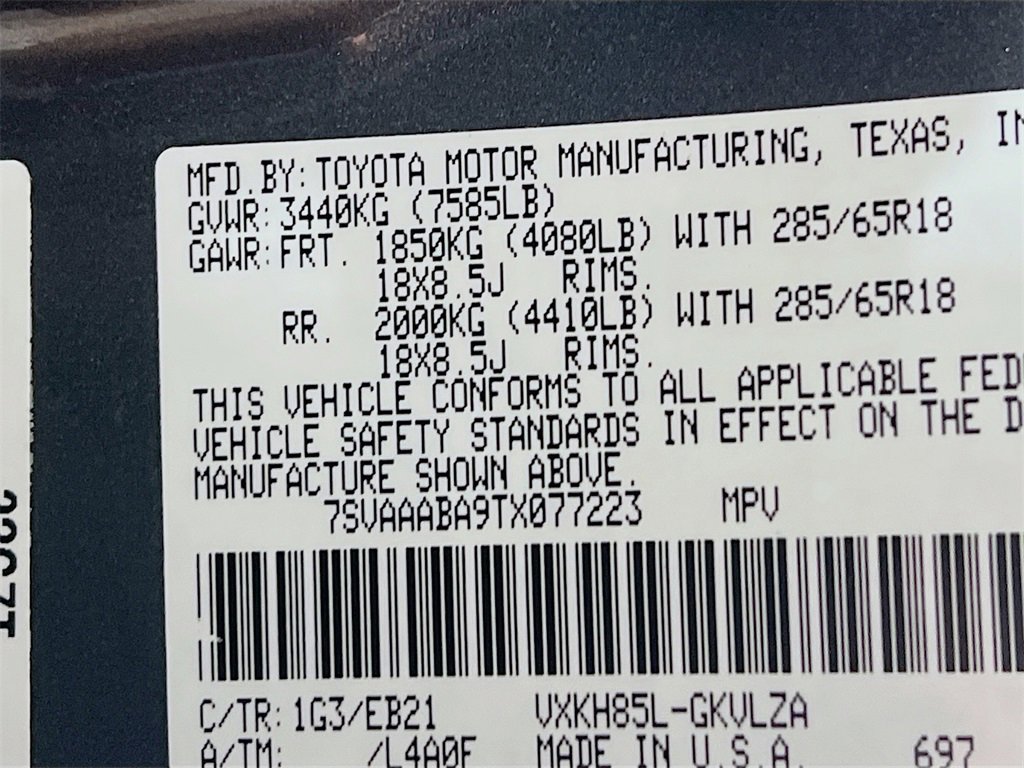 MFD.BY: TOYOTA MOTOR MANUFACTURING, TEXAS, IN
GVWR: 3440KG (7585LB)
GAWR: FRT. 1850KG (4080LB) WITH 285/65R18
18X8.5J RIMS.
RR. 2000KG (4410LB) WITH 285/65R18
18X8.5J RIMS.
THIS VEHICLE CONFORMS TO ALL APPLICABLE FED
VEHICLE SAFETY STANDARDS IN EFFECT ON THE D
MANUFACTURE SHOWN ABOVE.
7SVAAABA9TX077223 MPV
C/TR: 1G3/EB21 VXKH85L-GKVLZA
A/TM: /L4A0F MADE IN U.S.A. 697